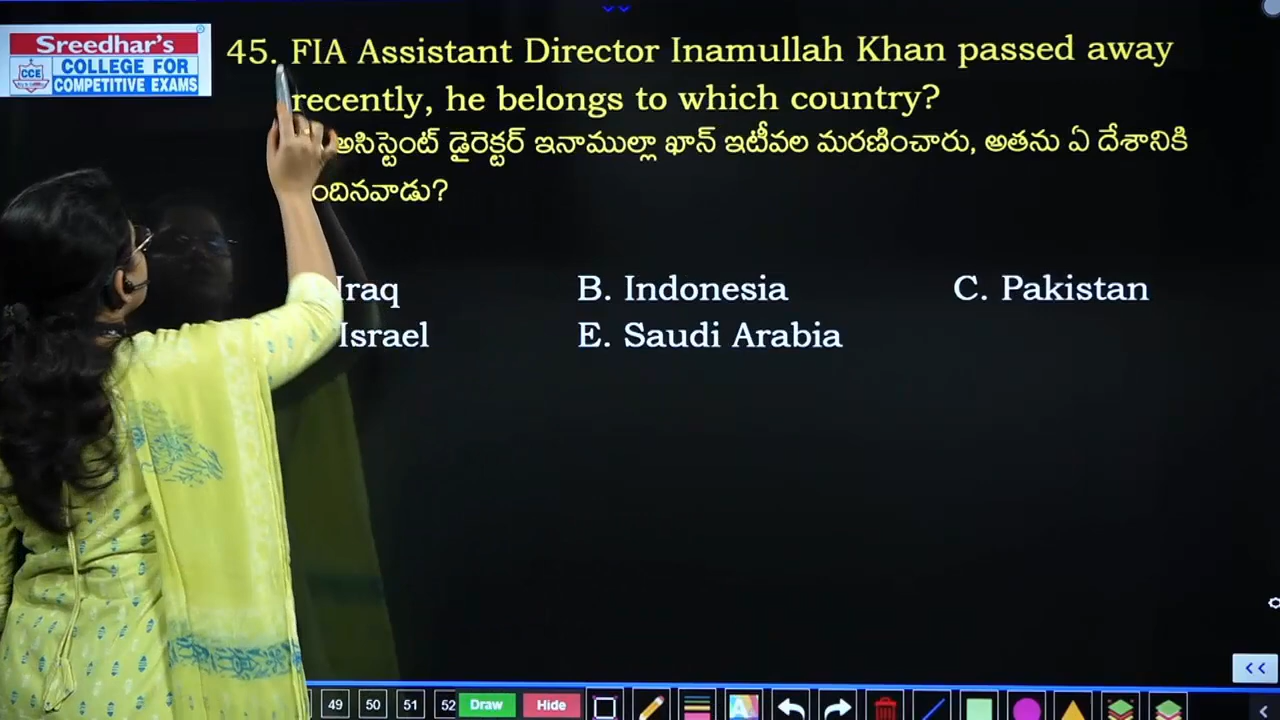 Sreedhar's
CCE
COLLEGE FOR
COMPETITIVE EXAMS
45. FIA Assistant Director Inamullah Khan passed away
recently, he belongs to which country?
అసిస్టెంట్ డైరెక్టర్ ఇనాముల్లా ఖాన్ ఇటీవల మరణించారు, అతను ఏ దేశానికి
ందినవాడు?
Iraq B. Indonesia C. Pakistan
Israel E. Saudi Arabia
49 50 51 52 Draw Hide